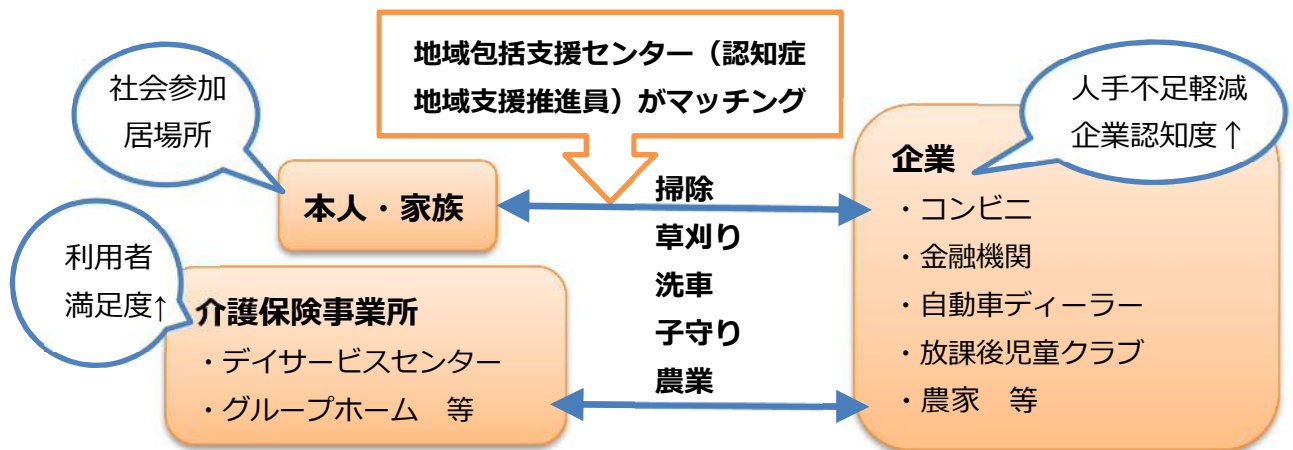 地域包括支援センター（認知症
地域支援推進員）がマッチング
社会参加
居場所
人手不足軽減
企業認知度↑
本人・家族
利用者
満足度↑
介護保険事業所
・デイサービスセンター
・グループホーム　等
掃除
草刈り
洗車
子守り
農業
企業
・コンビニ
・金融機関
・自動車ディーラー
・放課後児童クラブ
・農家　等